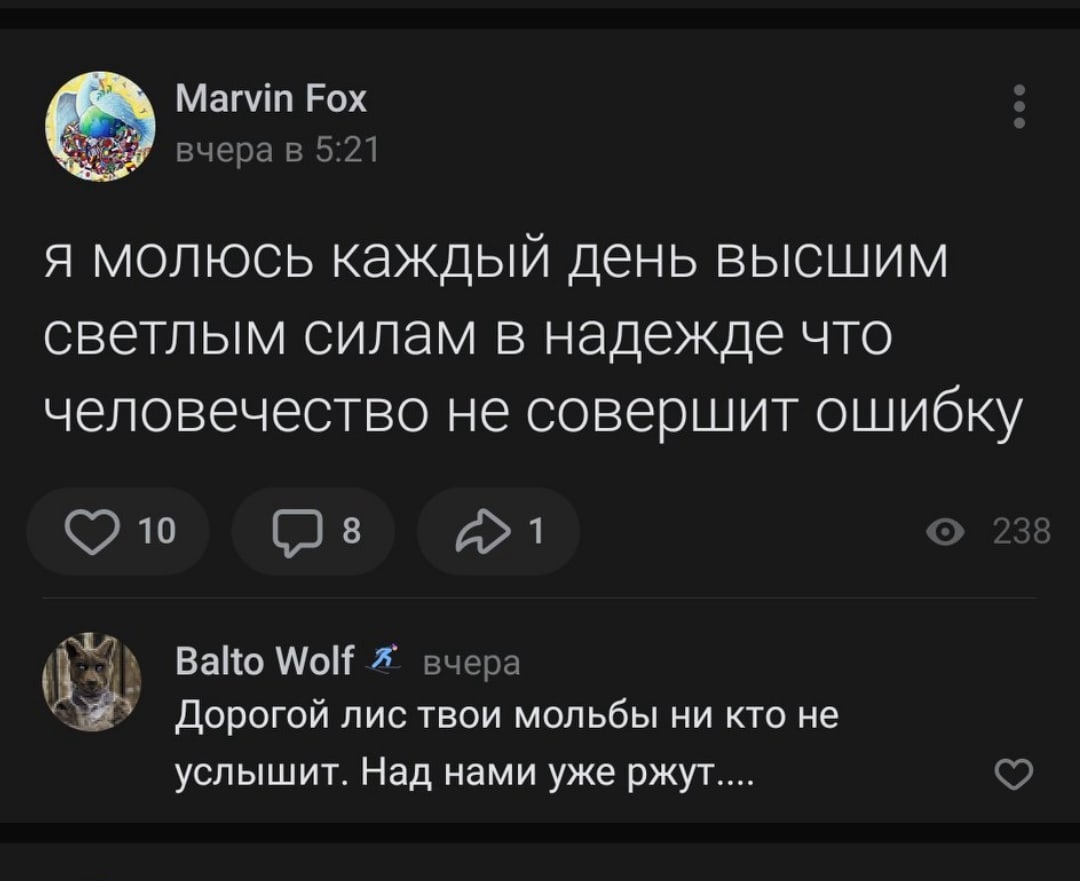 Marvin Fox
вчера в 5:21
я молюсь каждый день высшим
светлым силам в надежде что
человечество не совершит ошибку
10 8 1 238
Balto Wolf вчера
Дорогой лис твои мольбы ни кто не
услышит. Над нами уже ржут....